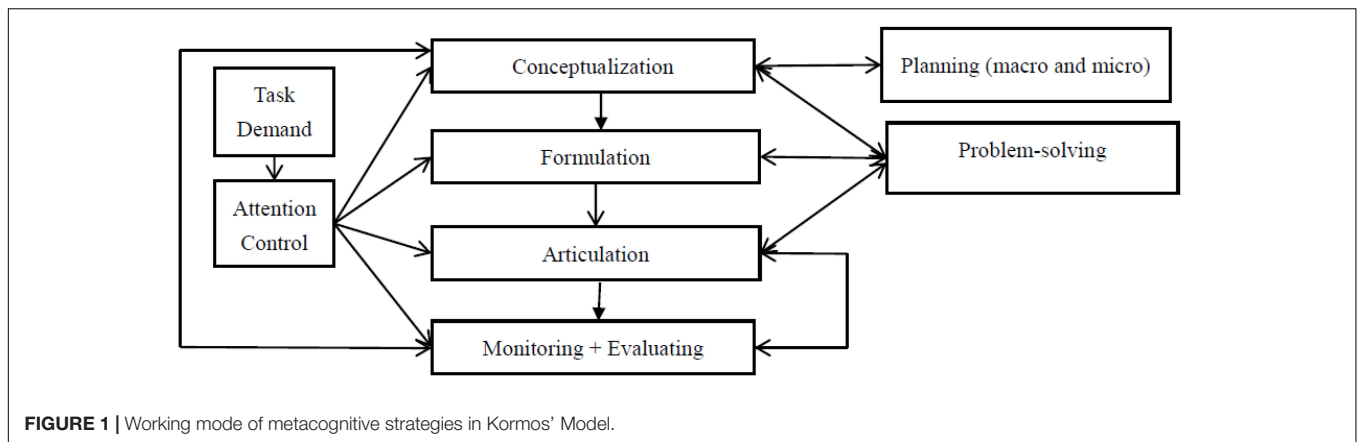 Conceptualization
Planning (macro and micro)
Task
Demand
Formulation
Problem-solving
Attention
Control
Articulation
Monitoring + Evaluating
FIGURE 1 | Working mode of metacognitive strategies in Kormos’ Model.